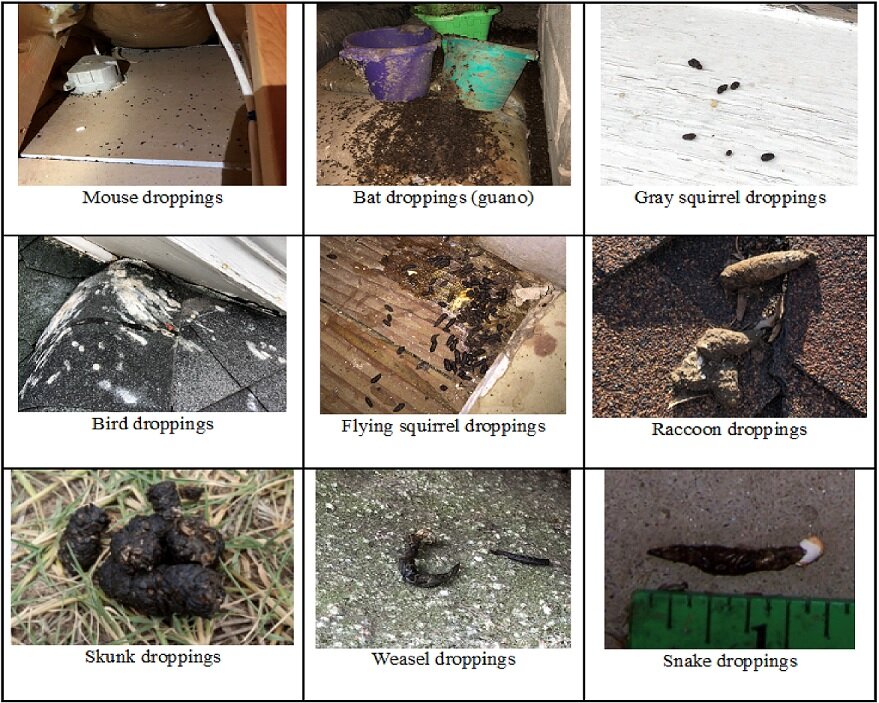 Mouse droppings
Bat droppings (guano)
Gray squirrel droppings
Bird droppings
Flying squirrel droppings
Raccoon droppings
Skunk droppings
Weasel droppings
Snake droppings
1